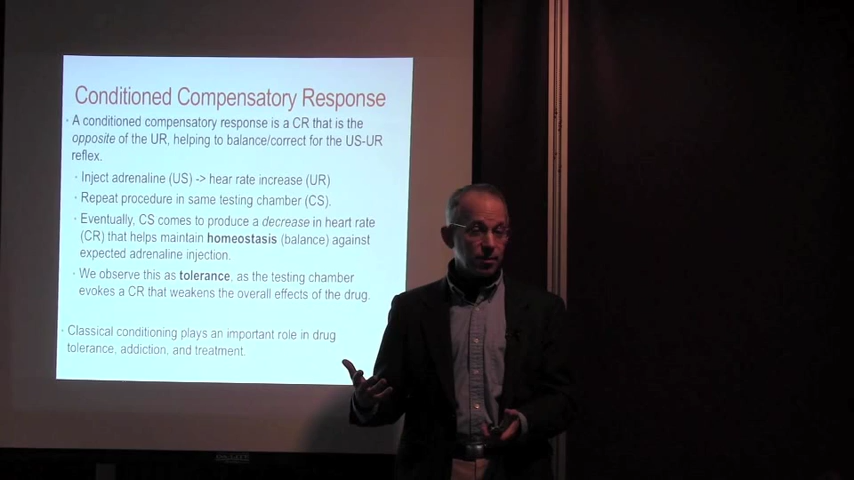 Conditioned Compensatory Response
• A conditioned compensatory response is a CR that is the
opposite of the UR, helping to balance/correct for the US-UR
reflex.
• Inject adrenaline (US) -> hear rate increase (UR)
• Repeat procedure in same testing chamber (CS).
• Eventually, CS comes to produce a decrease in heart rate
(CR) that helps maintain homeostasis (balance) against
expected adrenaline injection.
• We observe this as tolerance, as the testing chamber
evokes a CR that weakens the overall effects of the drug.
• Classical conditioning plays an important role in drug
tolerance, addiction, and treatment.
DA-LITE